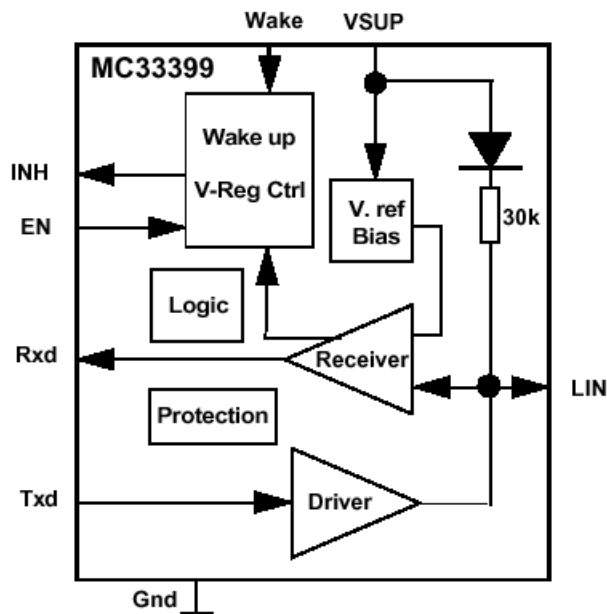 Wake
VSUP
MC33399
Wake up
V-Reg Ctrl
INH
EN
V. ref
Bias
30k
Logic
Rxd
Receiver
LIN
Protection
Txd
Driver
Gnd